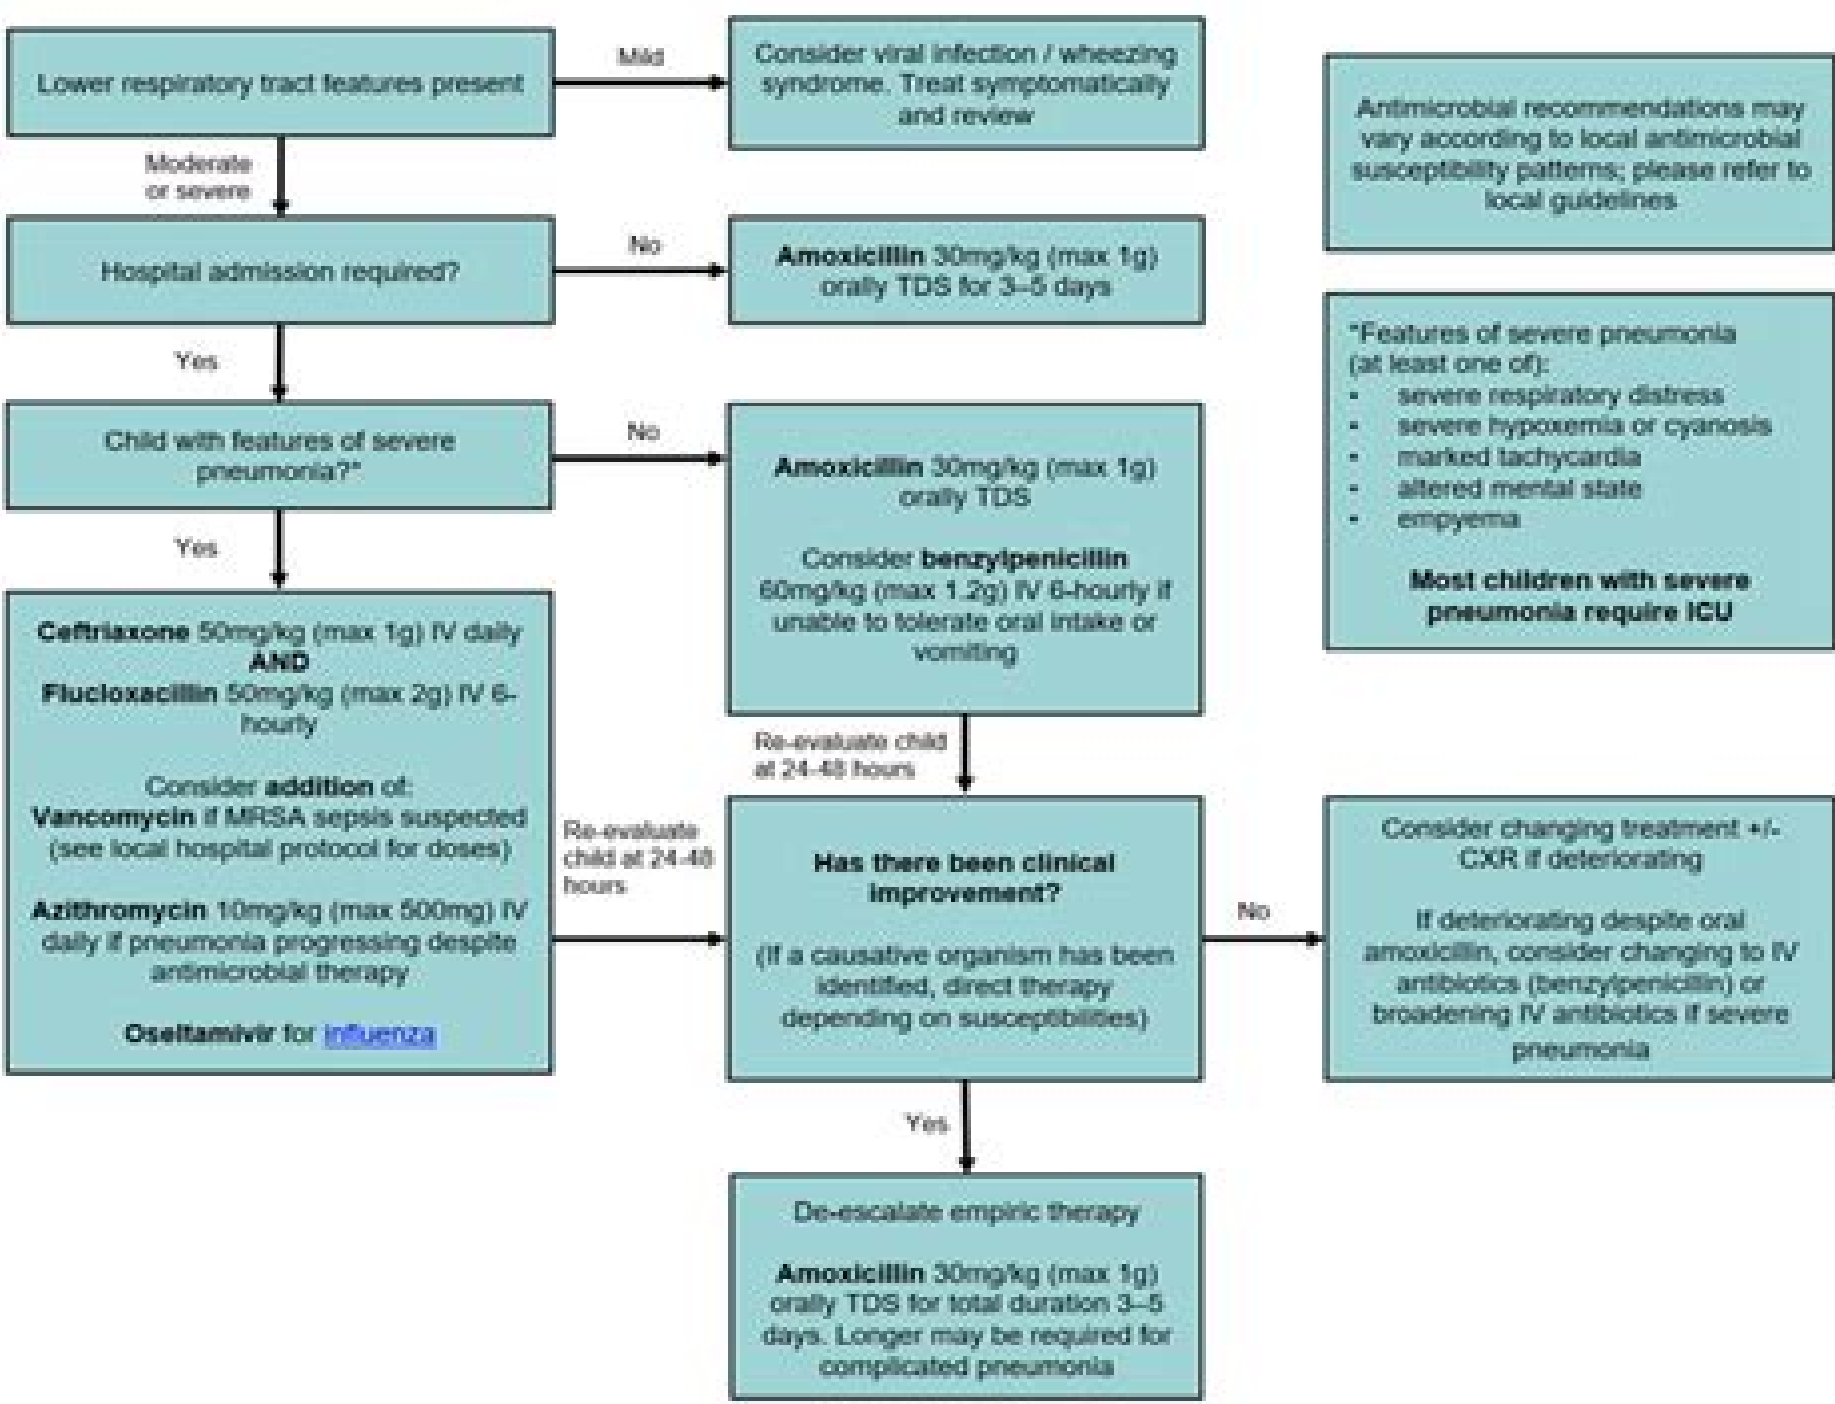 Lower respiratory tract features present
Mild
Consider viral infection / wheezing
syndrome. Treat symptomatically
and review
Antimicrobial recommendations may
vary according to local antimicrobial
susceptibility patterns; please refer to
local guidelines
Moderate
or severe
Hospital admission required?
No
Amoxicillin 30mg/kg (max 1g)
orally TDS for 3–5 days
*Features of severe pneumonia
(at least one of):
• severe respiratory distress
• severe hypoxemia or cyanosis
• marked tachycardia
• altered mental state
• empyema
Most children with severe
pneumonia require ICU
Yes
Child with features of severe
pneumonia?*
No
Amoxicillin 30mg/kg (max 1g)
orally TDS
Consider benzylpenicillin
60mg/kg (max 1.2g) IV 6-hourly if
unable to tolerate oral intake or
vomiting
Yes
Ceftriaxone 50mg/kg (max 1g) IV daily
AND
Flucloxacillin 50mg/kg (max 2g) IV 6-
hourly
Consider addition of:
Vancomycin if MRSA sepsis suspected
(see local hospital protocol for doses)
Azithromycin 10mg/kg (max 500mg) IV
daily if pneumonia progressing despite
antimicrobial therapy
Oseltamivir for influenza
Re-evaluate child
at 24-48 hours
Re-evaluate
child at 24-48
hours
Has there been clinical
improvement?
(If a causative organism has been
identified, direct therapy
depending on susceptibilities)
No
Consider changing treatment +/-
CXR if deteriorating
If deteriorating despite oral
amoxicillin, consider changing to IV
antibiotics (benzylpenicillin) or
broadening IV antibiotics if severe
pneumonia
Yes
De-escalate empiric therapy
Amoxicillin 30mg/kg (max 1g)
orally TDS for total duration 3–5
days. Longer may be required for
complicated pneumonia